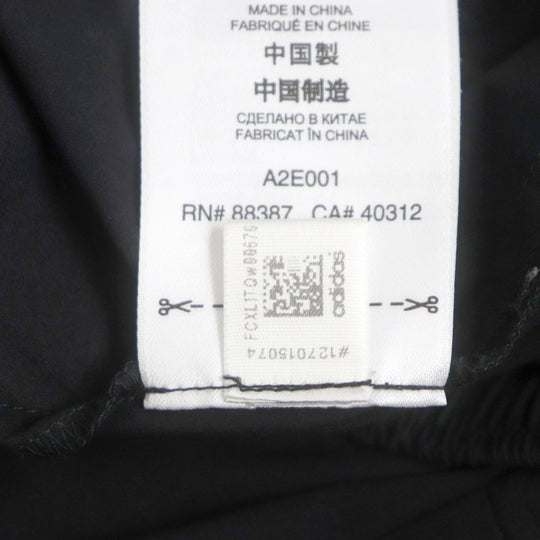 MADE IN CHINA
FABRIQUÉ EN CHINE
中国製
中国制造
СДЕЛАНО В КИТАЕ
FABRICAT ÎN CHINA
A2E001
RN# 88387 CA# 40312
FCXL1TQw88676
adidas
#127015074